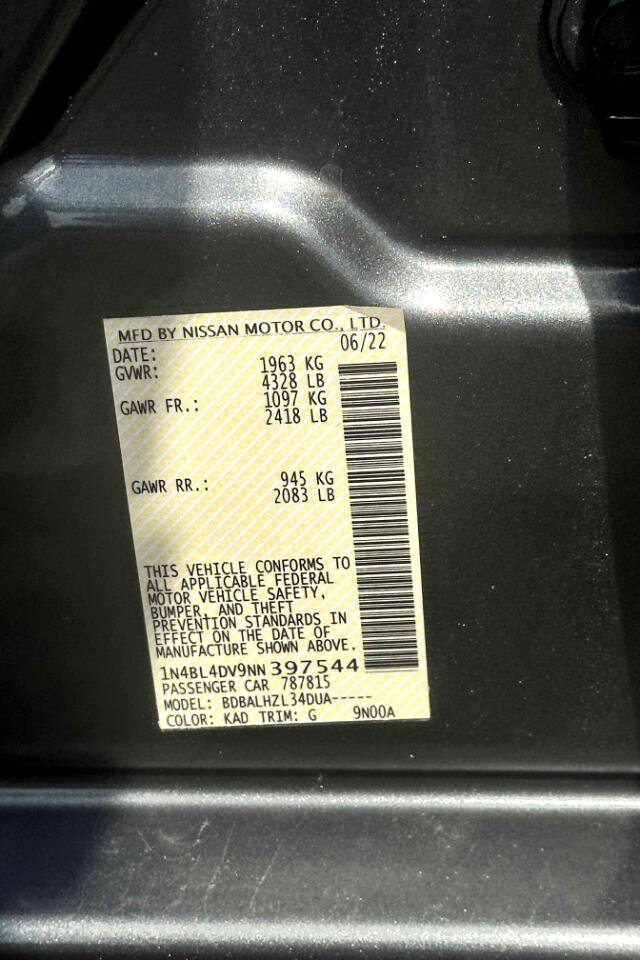 MFD BY NISSAN MOTOR CO., LTD.
DATE: 06/22
GVWR: 1963 KG
4328 LB
GAWR FR.: 1097 KG
2418 LB
GAWR RR.: 945 KG
2083 LB
THIS VEHICLE CONFORMS TO
ALL APPLICABLE FEDERAL
MOTOR VEHICLE SAFETY,
BUMPER, AND THEFT
PREVENTION STANDARDS IN
EFFECT ON THE DATE OF
MANUFACTURE SHOWN ABOVE.
1N4BL4DV9NN397544
PASSENGER CAR 787815
MODEL: BDBALHZL34DUA-----
COLOR: KAD TRIM: G 9N00A